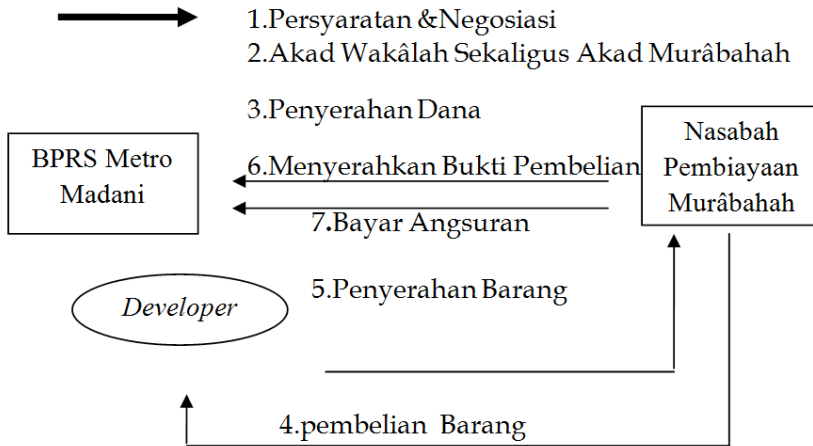 1.Persyaratan &Negosiasi
2.Akad Wakâlah Sekaligus Akad Murâbahah
3.Penyerahan Dana
BPRS Metro
Madani
6.Menyerahkan Bukti Pembelian
Nasabah
Pembiayaan
Murâbahah
7.Bayar Angsuran
5.Penyerahan Barang
Developer
4.pembelian Barang